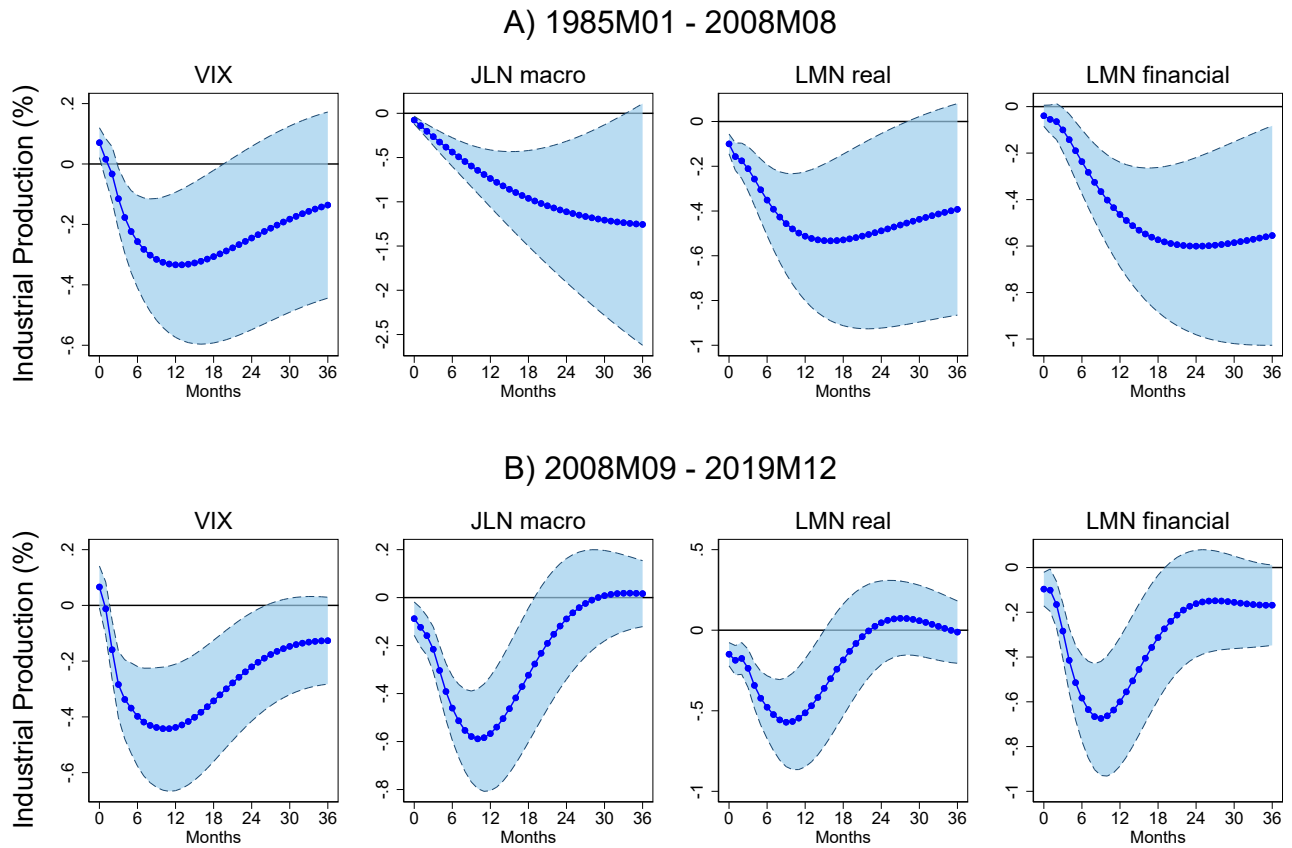 A) 1985M01 - 2008M08
VIX
JLN macro
LMN real
LMN financial
Industrial Production (%)
.2
0
-.2
-.4
-.6
0
-.5
-1
-1.5
-2
-2.5
0
-.2
-.4
-.6
-.8
-1
0
-.2
-.4
-.6
-.8
-1
0 6 12 18 24 30 36
0 6 12 18 24 30 36
0 6 12 18 24 30 36
0 6 12 18 24 30 36
Months
Months
Months
Months
B) 2008M09 - 2019M12
VIX
JLN macro
LMN real
LMN financial
Industrial Production (%)
.2
0
-.2
-.4
-.6
.2
0
-.2
-.4
-.6
-.8
.5
0
-.5
-1
0
-.2
-.4
-.6
-.8
-1
0 6 12 18 24 30 36
0 6 12 18 24 30 36
0 6 12 18 24 30 36
0 6 12 18 24 30 36
Months
Months
Months
Months